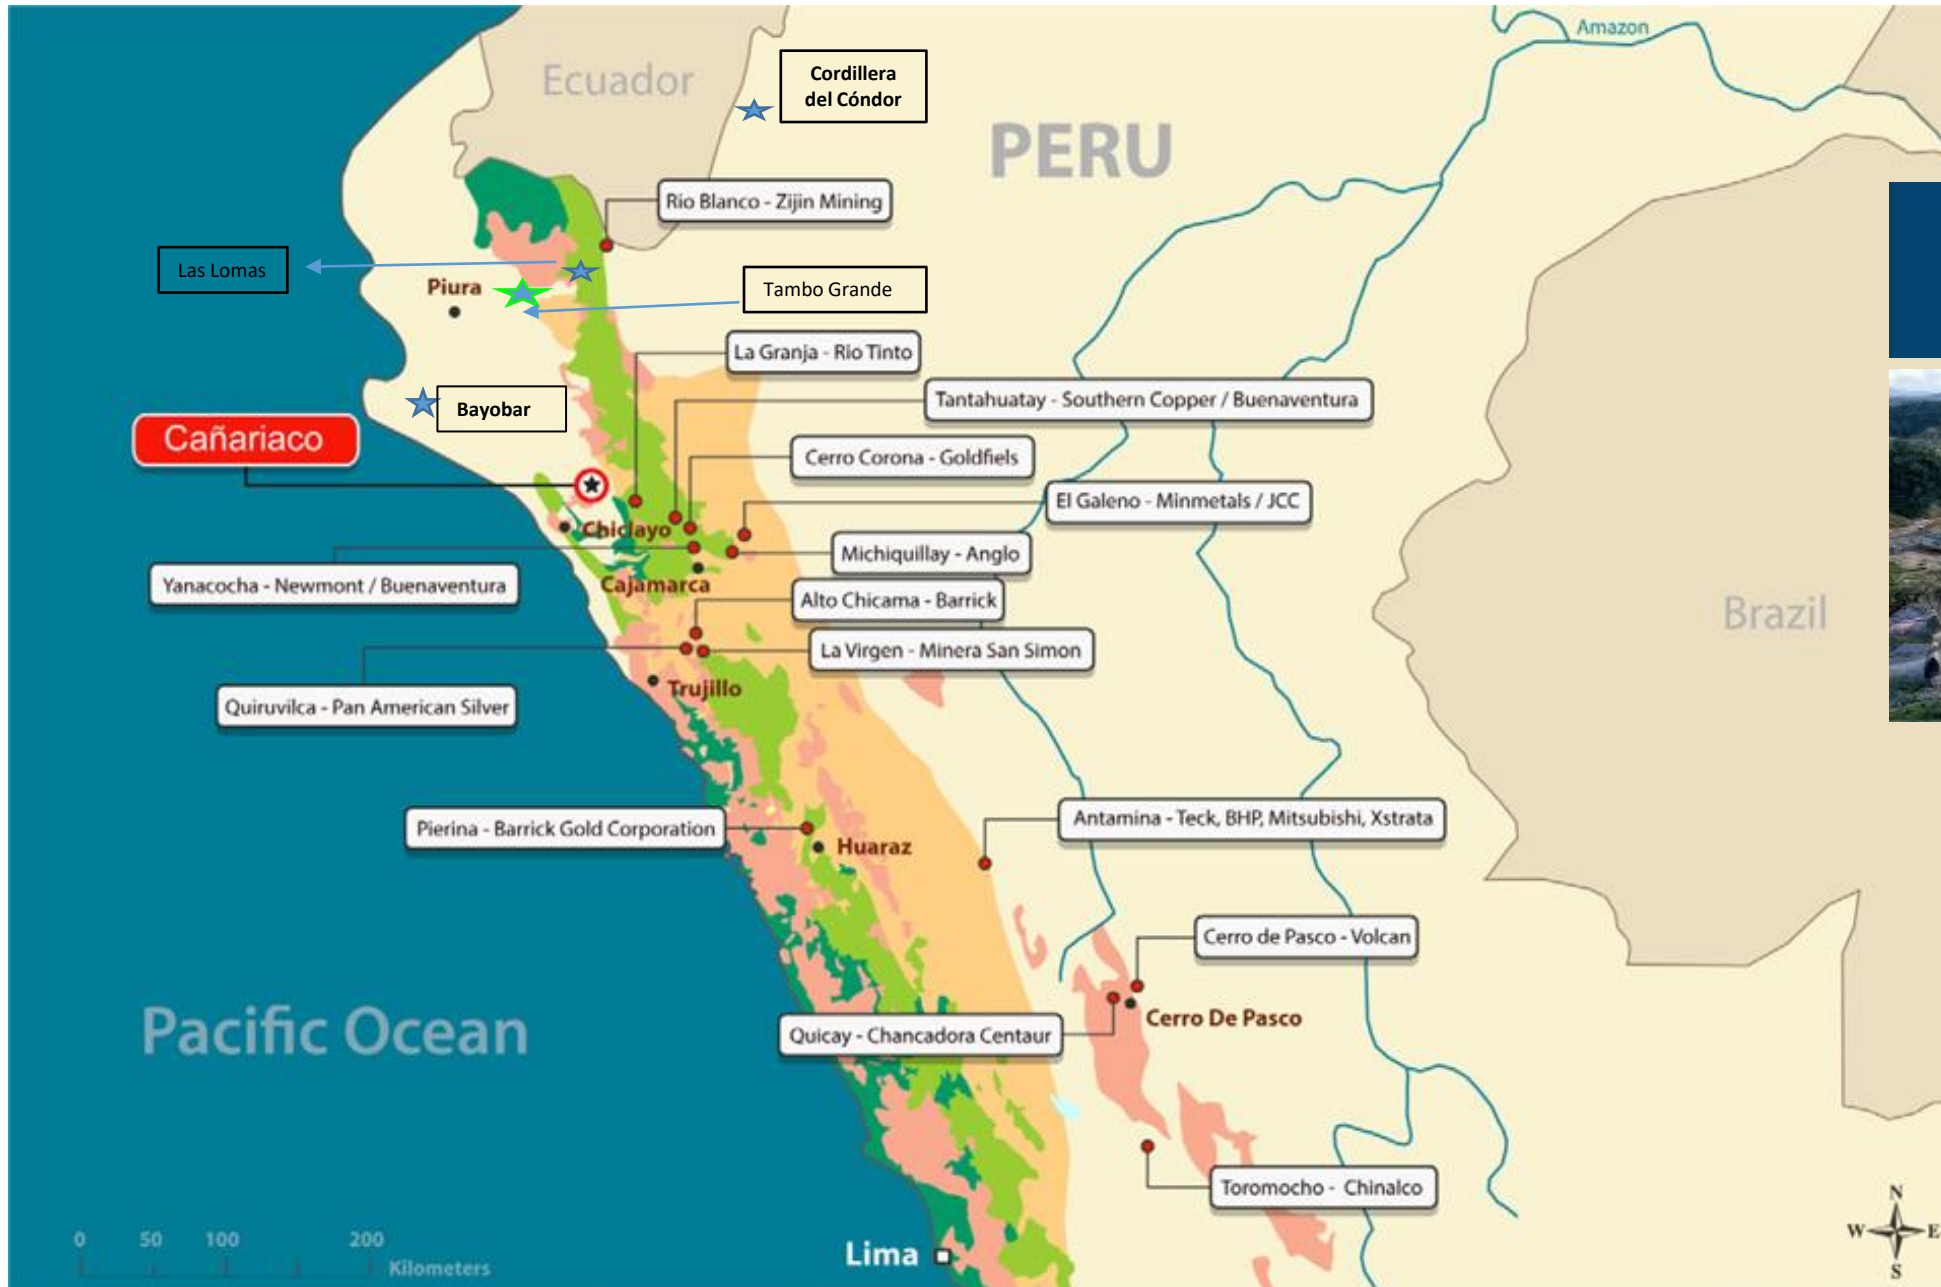 Amazon
Ecuador
Cordillera
del Cóndor
PERU
Rio Blanco - Zijin Mining
Las Lomas
Piura
Tambo Grande
La Granja - Rio Tinto
Tantahuatay - Southern Copper / Buenaventura
Bayobar
Cañariaco
Cerro Corona - Goldfiels
El Galeno - Minmetals / JCC
Chiclayo
Michiquillay - Anglo
Yanacocha - Newmont / Buenaventura
Cajamarca
Alto Chicama - Barrick
Brazil
La Virgen - Minera San Simon
Trujillo
Quiruvilca - Pan American Silver
Pierina - Barrick Gold Corporation
Huaraz
Antamina - Teck, BHP, Mitsubishi, Xstrata
Cerro de Pasco - Volcan
Cerro De Pasco
Pacific Ocean
Quicay - Chancadora Centaur
Toromocho - Chinalco
N
W E
S
0 50 100 200
Kilometers
Lima